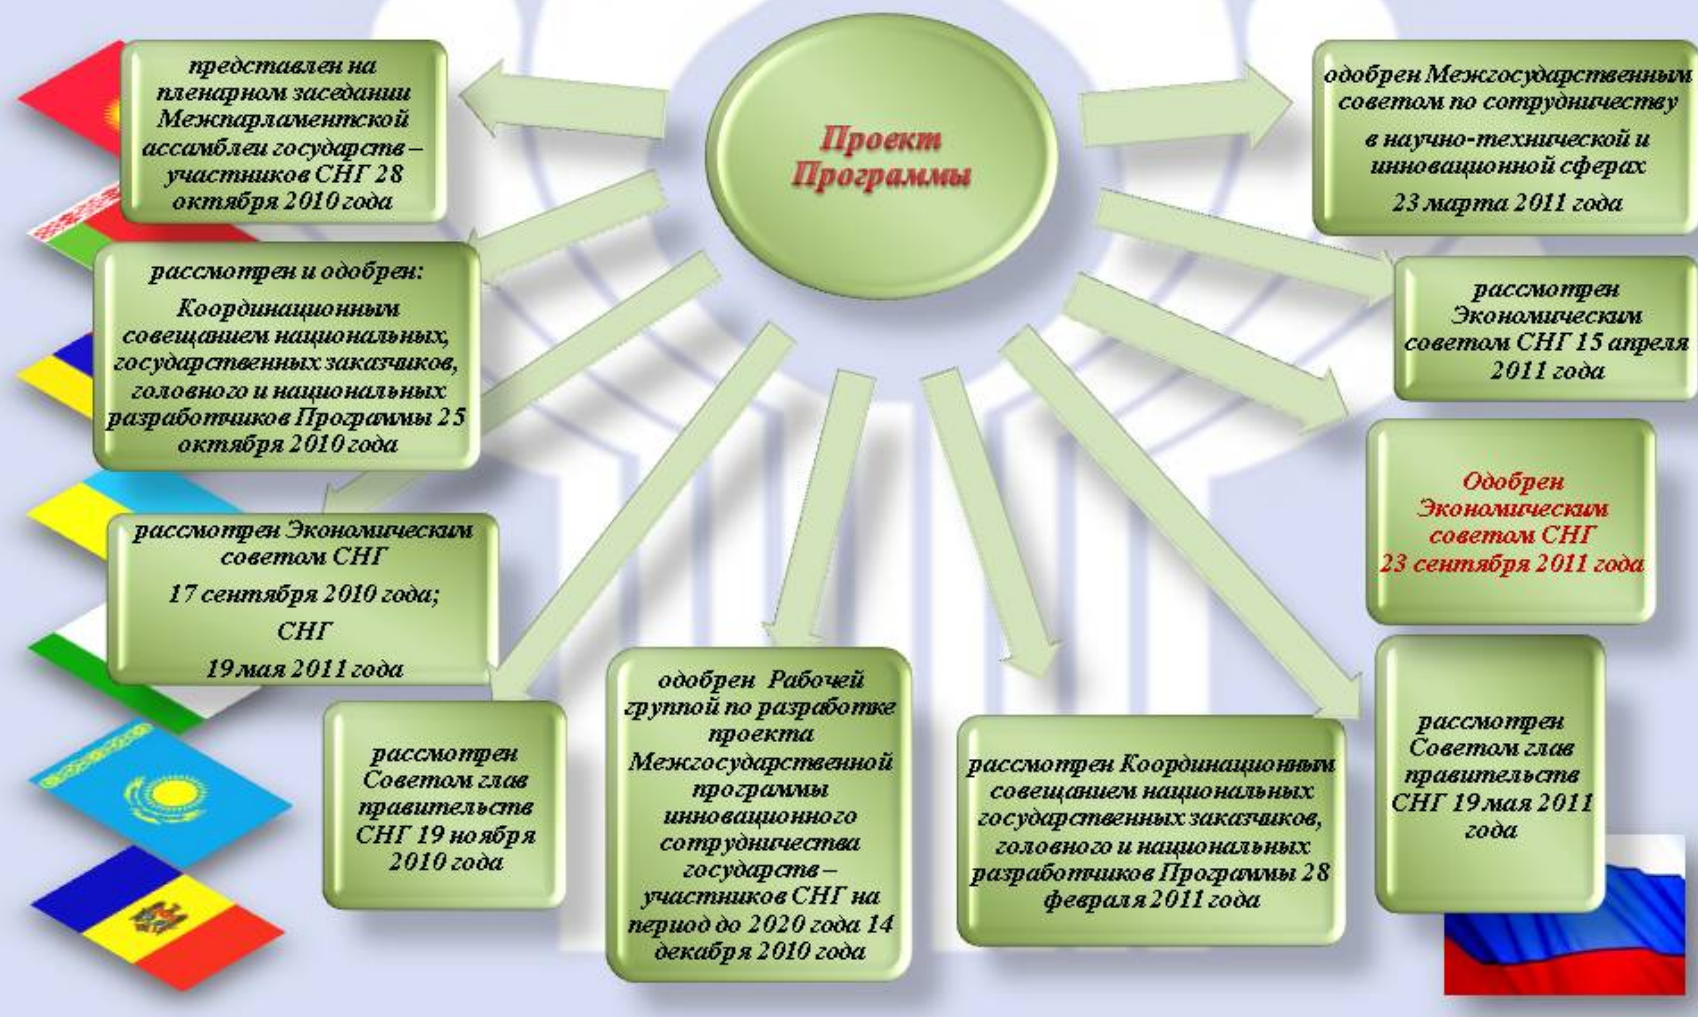 Проект
Программы
представлен на
пленарном заседании
Межпарламентской
ассамблеи государств –
участников СНГ 28
октября 2010 года
рассмотрен и одобрен:
Координационным
совещанием национальных,
государственных заказчиков,
головного и национальных
разработчиков Программы 25
октября 2010 года
рассмотрен Экономическим
советом СНГ
17 сентября 2010 года;
СНГ
19 мая 2011 года
рассмотрен
Советом глав
правительств
СНГ 19 ноября
2010 года
одобрен Рабочей
группой по разработке
проекта
Межгосударственной
программы
инновационного
сотрудничества
государств –
участников СНГ на
период до 2020 года 14
декабря 2010 года
рассмотрен Координационным
совещанием национальных
государственных заказчиков,
головного и национальных
разработчиков Программы 28
февраля 2011 года
рассмотрен
Советом глав
правительств
СНГ 19 мая 2011
года
Одобрен
Экономическим
советом СНГ
23 сентября 2011 года
рассмотрен
Экономическим
советом СНГ 15 апреля
2011 года
одобрен Межгосударственным
советом по сотрудничеству
в научно-технической и
инновационной сферах
23 марта 2011 года